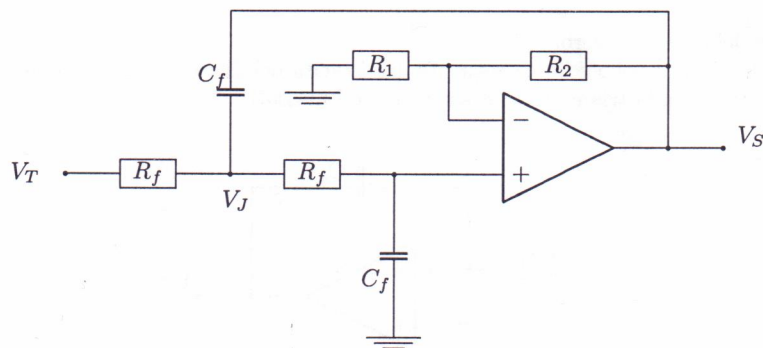 R_1
R_2
C_f
−
V_S
V_T
R_f
R_f
+
V_J
C_f